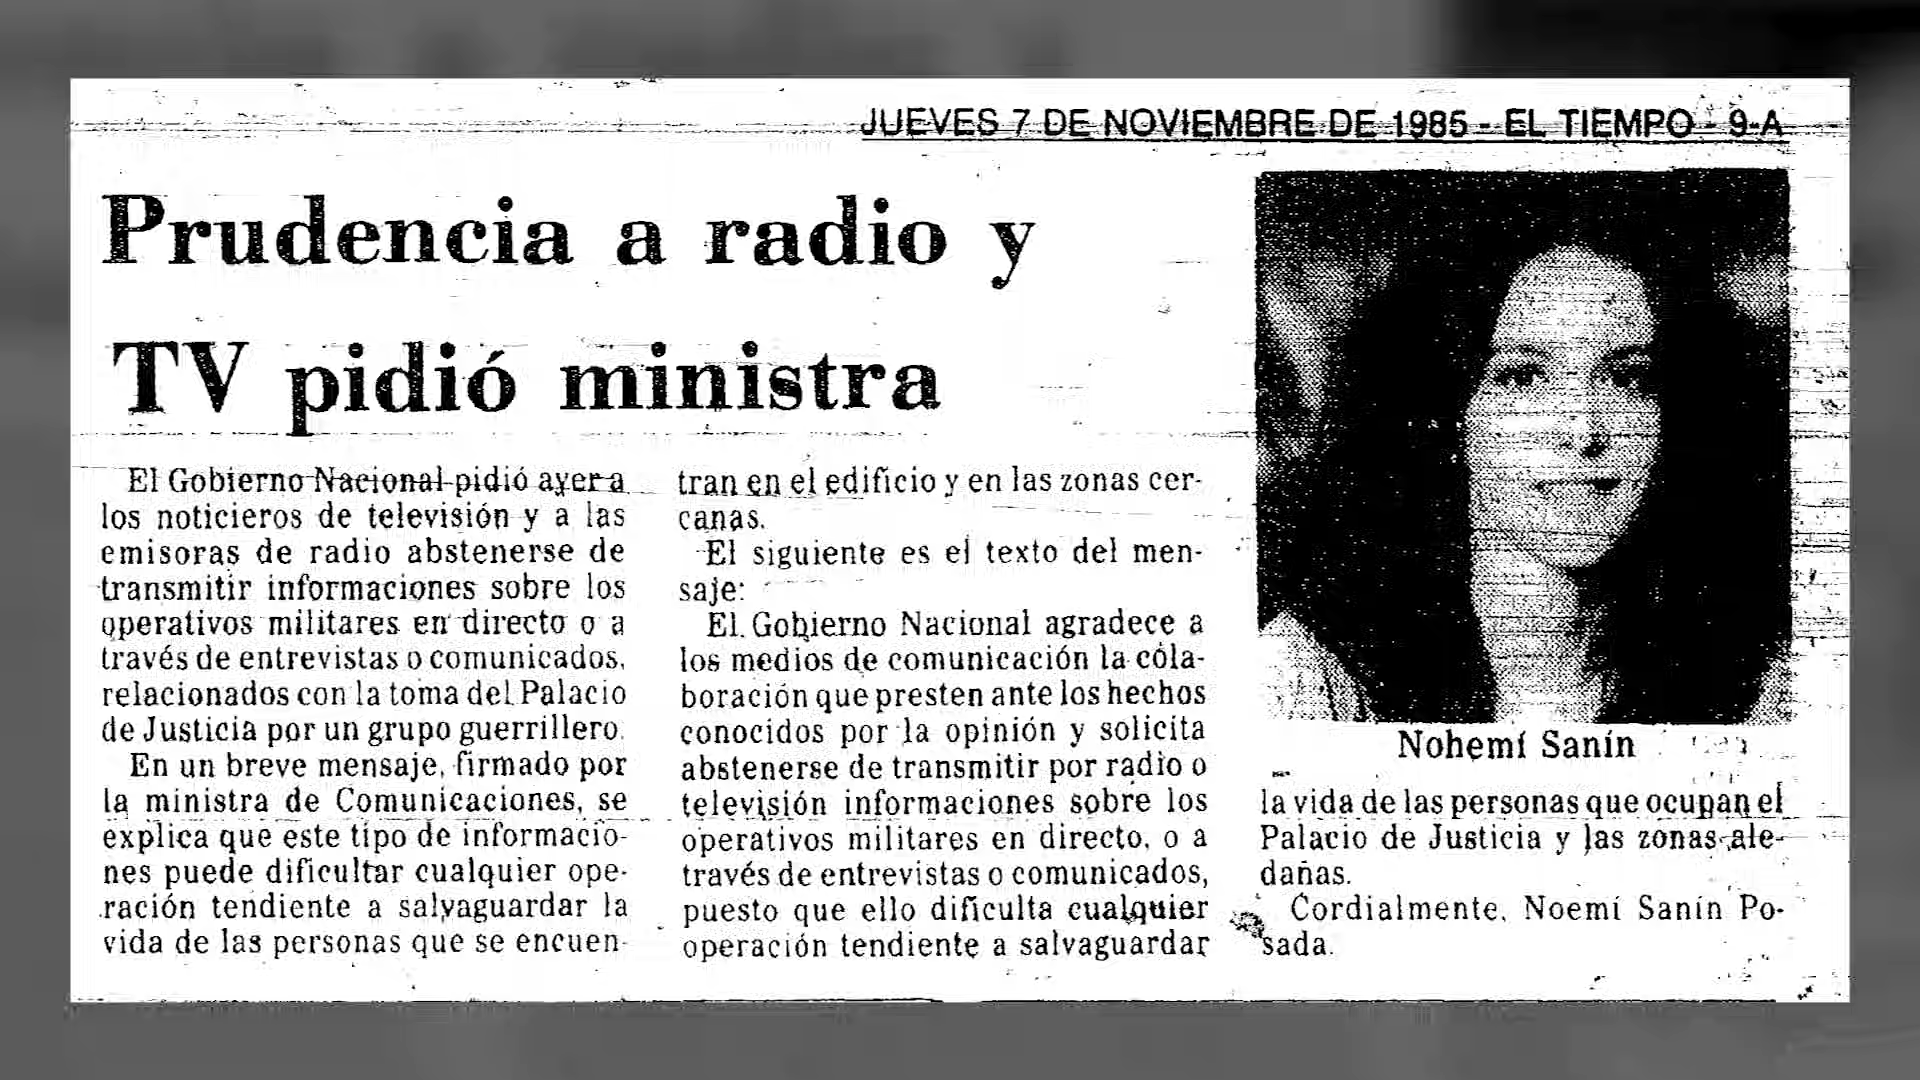 JUEVES 7 DE NOVIEMBRE DE 1985 - EL TIEMPO - 9-A
Prudencia a radio y
TV pidió ministra
El Gobierno Nacional pidió ayer a
los noticieros de televisión y a las
emisoras de radio abstenerse de
transmitir informaciones sobre los
operativos militares en directo o a
través de entrevistas o comunicados,
relacionados con la toma del Palacio
de Justicia por un grupo guerrillero.
En un breve mensaje, firmado por
la ministra de Comunicaciones, se
explica que este tipo de informacio-
nes puede dificultar cualquier ope-
ración tendiente a salvaguardar la
vida de las personas que se encuen-
tran en el edificio y en las zonas cer-
canas.
El siguiente es el texto del men-
saje:
El Gobierno Nacional agradece a
los medios de comunicación la cola-
boración que presten ante los hechos
conocidos por la opinión y solicita
abstenerse de transmitir por radio o
televisión informaciones sobre los
operativos militares en directo, o a
través de entrevistas o comunicados,
puesto que ello dificulta cualquier
operación tendiente a salvaguardar
Nohemí Sanín
la vida de las personas que ocupan el
Palacio de Justicia y las zonas ale-
dañas.
Cordialmente, Noemí Sanín Po-
sada.